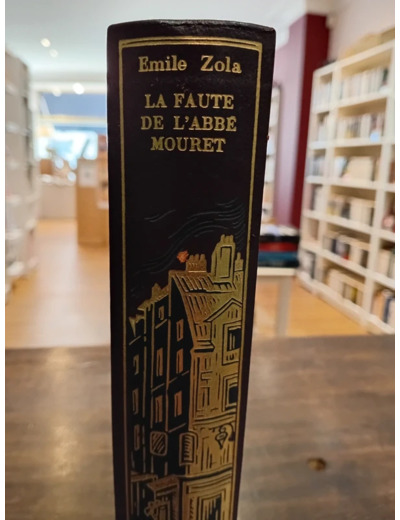 Emile Zola
LA FAUTE
DE L'ABBÉ
MOURET